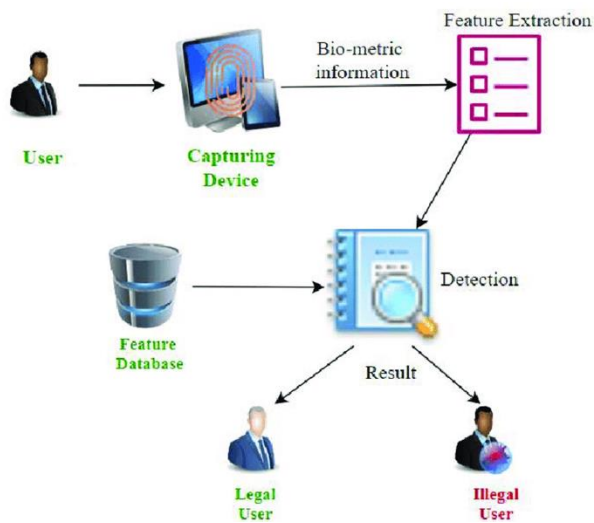 Feature Extraction
Bio-metric
information
User
Capturing
Device
Detection
Feature
Database
Result
Legal
User
Illegal
User